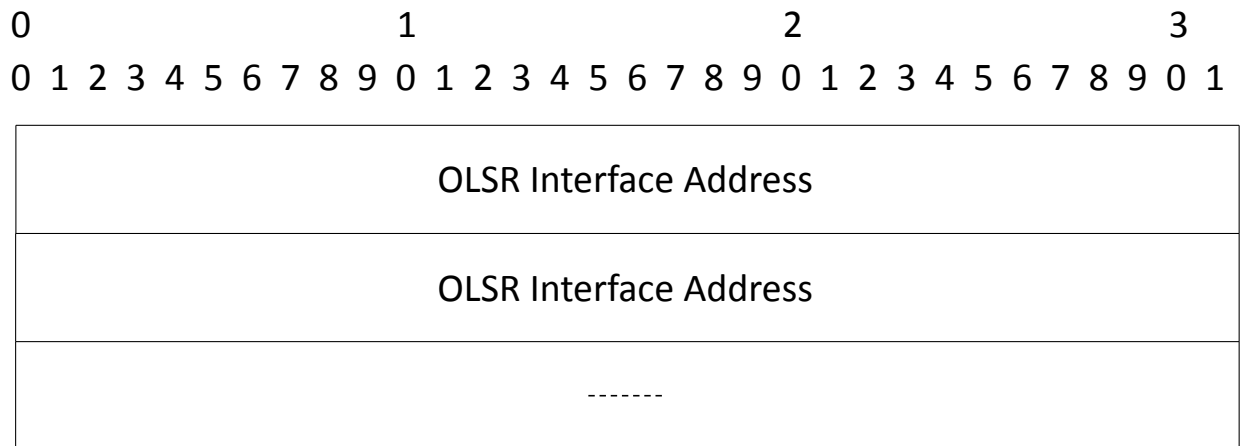 0 1 2 3
0 1 2 3 4 5 6 7 8 9 0 1 2 3 4 5 6 7 8 9 0 1 2 3 4 5 6 7 8 9 0 1
OLSR Interface Address
OLSR Interface Address
-------